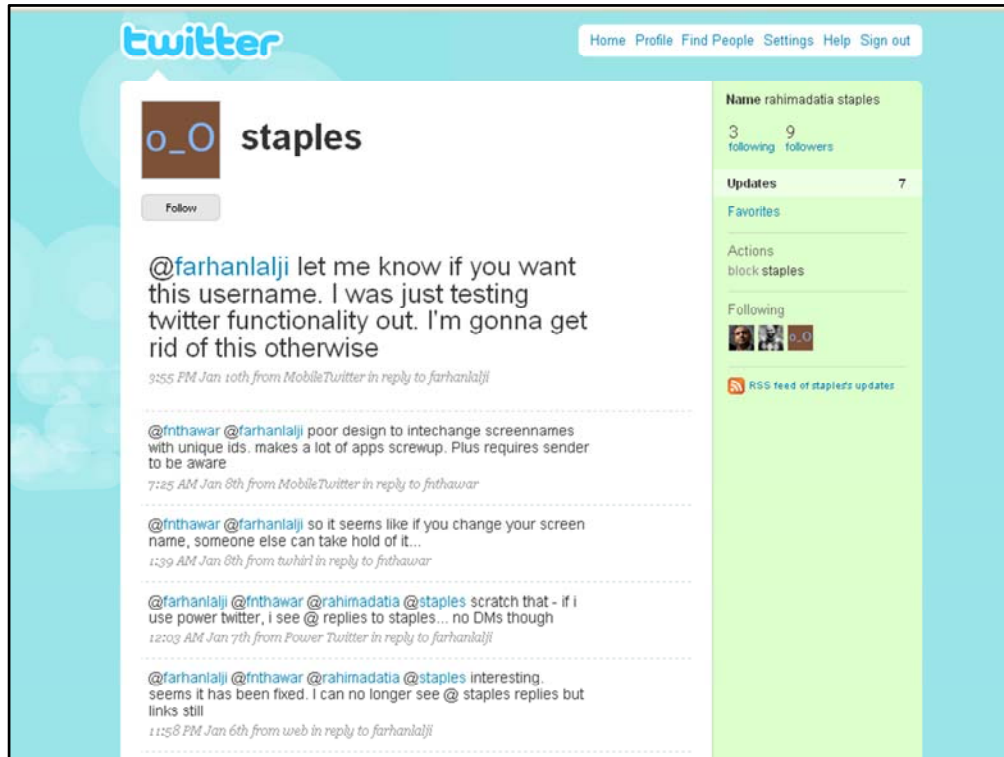 twitter
Home Profile Find People Settings Help Sign out
o_O
staples
Follow
@farhanlalji let me know if you want
this username. I was just testing
twitter functionality out. I'm gonna get
rid of this otherwise
9:55 PM Jan 10th from MobileTwitter in reply to farhanlalji
@fnthawar @farhanlalji poor design to intechange screennames
with unique ids. makes a lot of apps screwup. Plus requires sender
to be aware
7:25 AM Jan 8th from MobileTwitter in reply to fnthawar
@fnthawar @farhanlalji so it seems like if you change your screen
name, someone else can take hold of it...
1:39 AM Jan 8th from twhirl in reply to fnthawar
@farhanlalji @fnthawar @rahimadatia @staples scratch that - if i
use power twitter, i see @ replies to staples... no DMs though
12:03 AM Jan 7th from Power Twitter in reply to farhanlalji
@farhanlalji @fnthawar @rahimadatia @staples interesting.
seems it has been fixed. I can no longer see @ staples replies but
links still
11:58 PM Jan 6th from web in reply to farhanlalji
Name rahimadatia staples
3 9
following followers
Updates 7
Favorites
Actions
block staples
Following
o_O
RSS feed of staples's updates